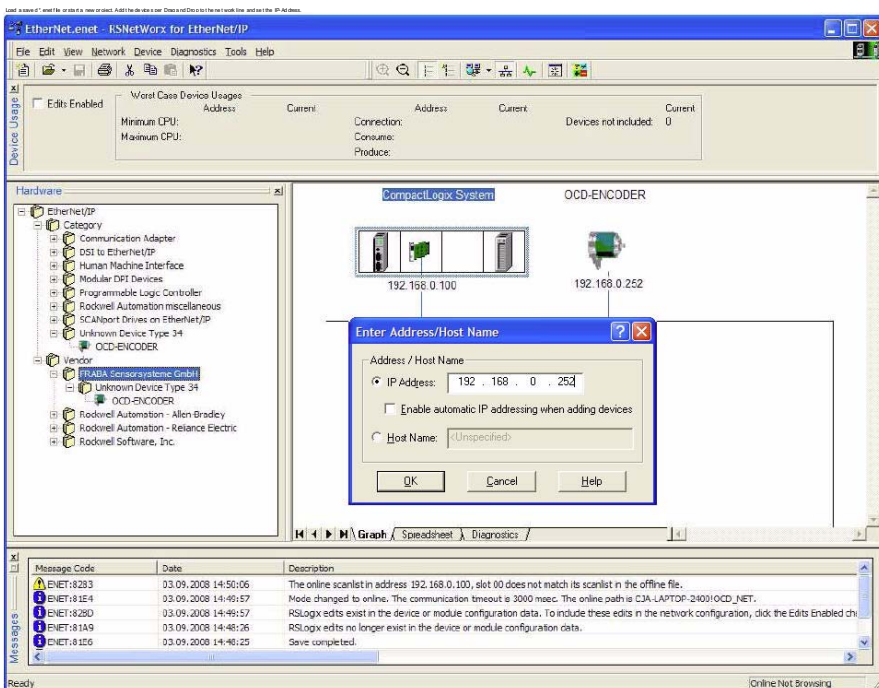 Load a saved *.enet file or start a new project. Add the devices per Drag and Drop to the network line and set the IP-Address.
EtherNet.enet - RSNetWorx for EtherNet/IP
File Edit View Network Device Diagnostics Tools Help
Device Usage
Edits Enabled
Worst Case Device Usages
Address Current Address Current Current
Minimum CPU: Connection: Devices not included: 0
Maximum CPU: Consume:
Produce:
Hardware
EtherNet/IP
Category
Communication Adapter
DSI to EtherNet/IP
Human Machine Interface
Modular DPI Devices
Programmable Logic Controller
Rockwell Automation miscellaneous
SCANport Drives on EtherNet/IP
Unknown Device Type 34
OCD-ENCODER
Vendor
FRABA Sensorsysteme GmbH
Unknown Device Type 34
OCD-ENCODER
Rockwell Automation - Allen-Bradley
Rockwell Automation - Reliance Electric
Rockwell Software, Inc.
CompactLogix System OCD-ENCODER
192.168.0.100 192.168.0.252
Enter Address/Host Name
Address / Host Name
IP Address: 192 . 168 . 0 . 252
Enable automatic IP addressing when adding devices
Host Name: <Unspecified>
OK Cancel Help
Graph Spreadsheet Diagnostics
Messages
Message Code Date Description
ENET:8283 03.09.2008 14:50:06 The online scanlist in address 192.168.0.100, slot 00 does not match its scanlist in the offline file.
ENET:81E4 03.09.2008 14:49:57 Mode changed to online. The communication timeout is 3000 msec. The online path is CJA-LAPTOP-2400!OCD_NET.
ENET:82BD 03.09.2008 14:49:57 RSLogix edits exist in the device or module configuration data. To include these edits in the network configuration, click the Edits Enabled che
ENET:81A9 03.09.2008 14:48:26 RSLogix edits no longer exist in the device or module configuration data.
ENET:81E6 03.09.2008 14:48:25 Save completed.
Ready Online Not Browsing